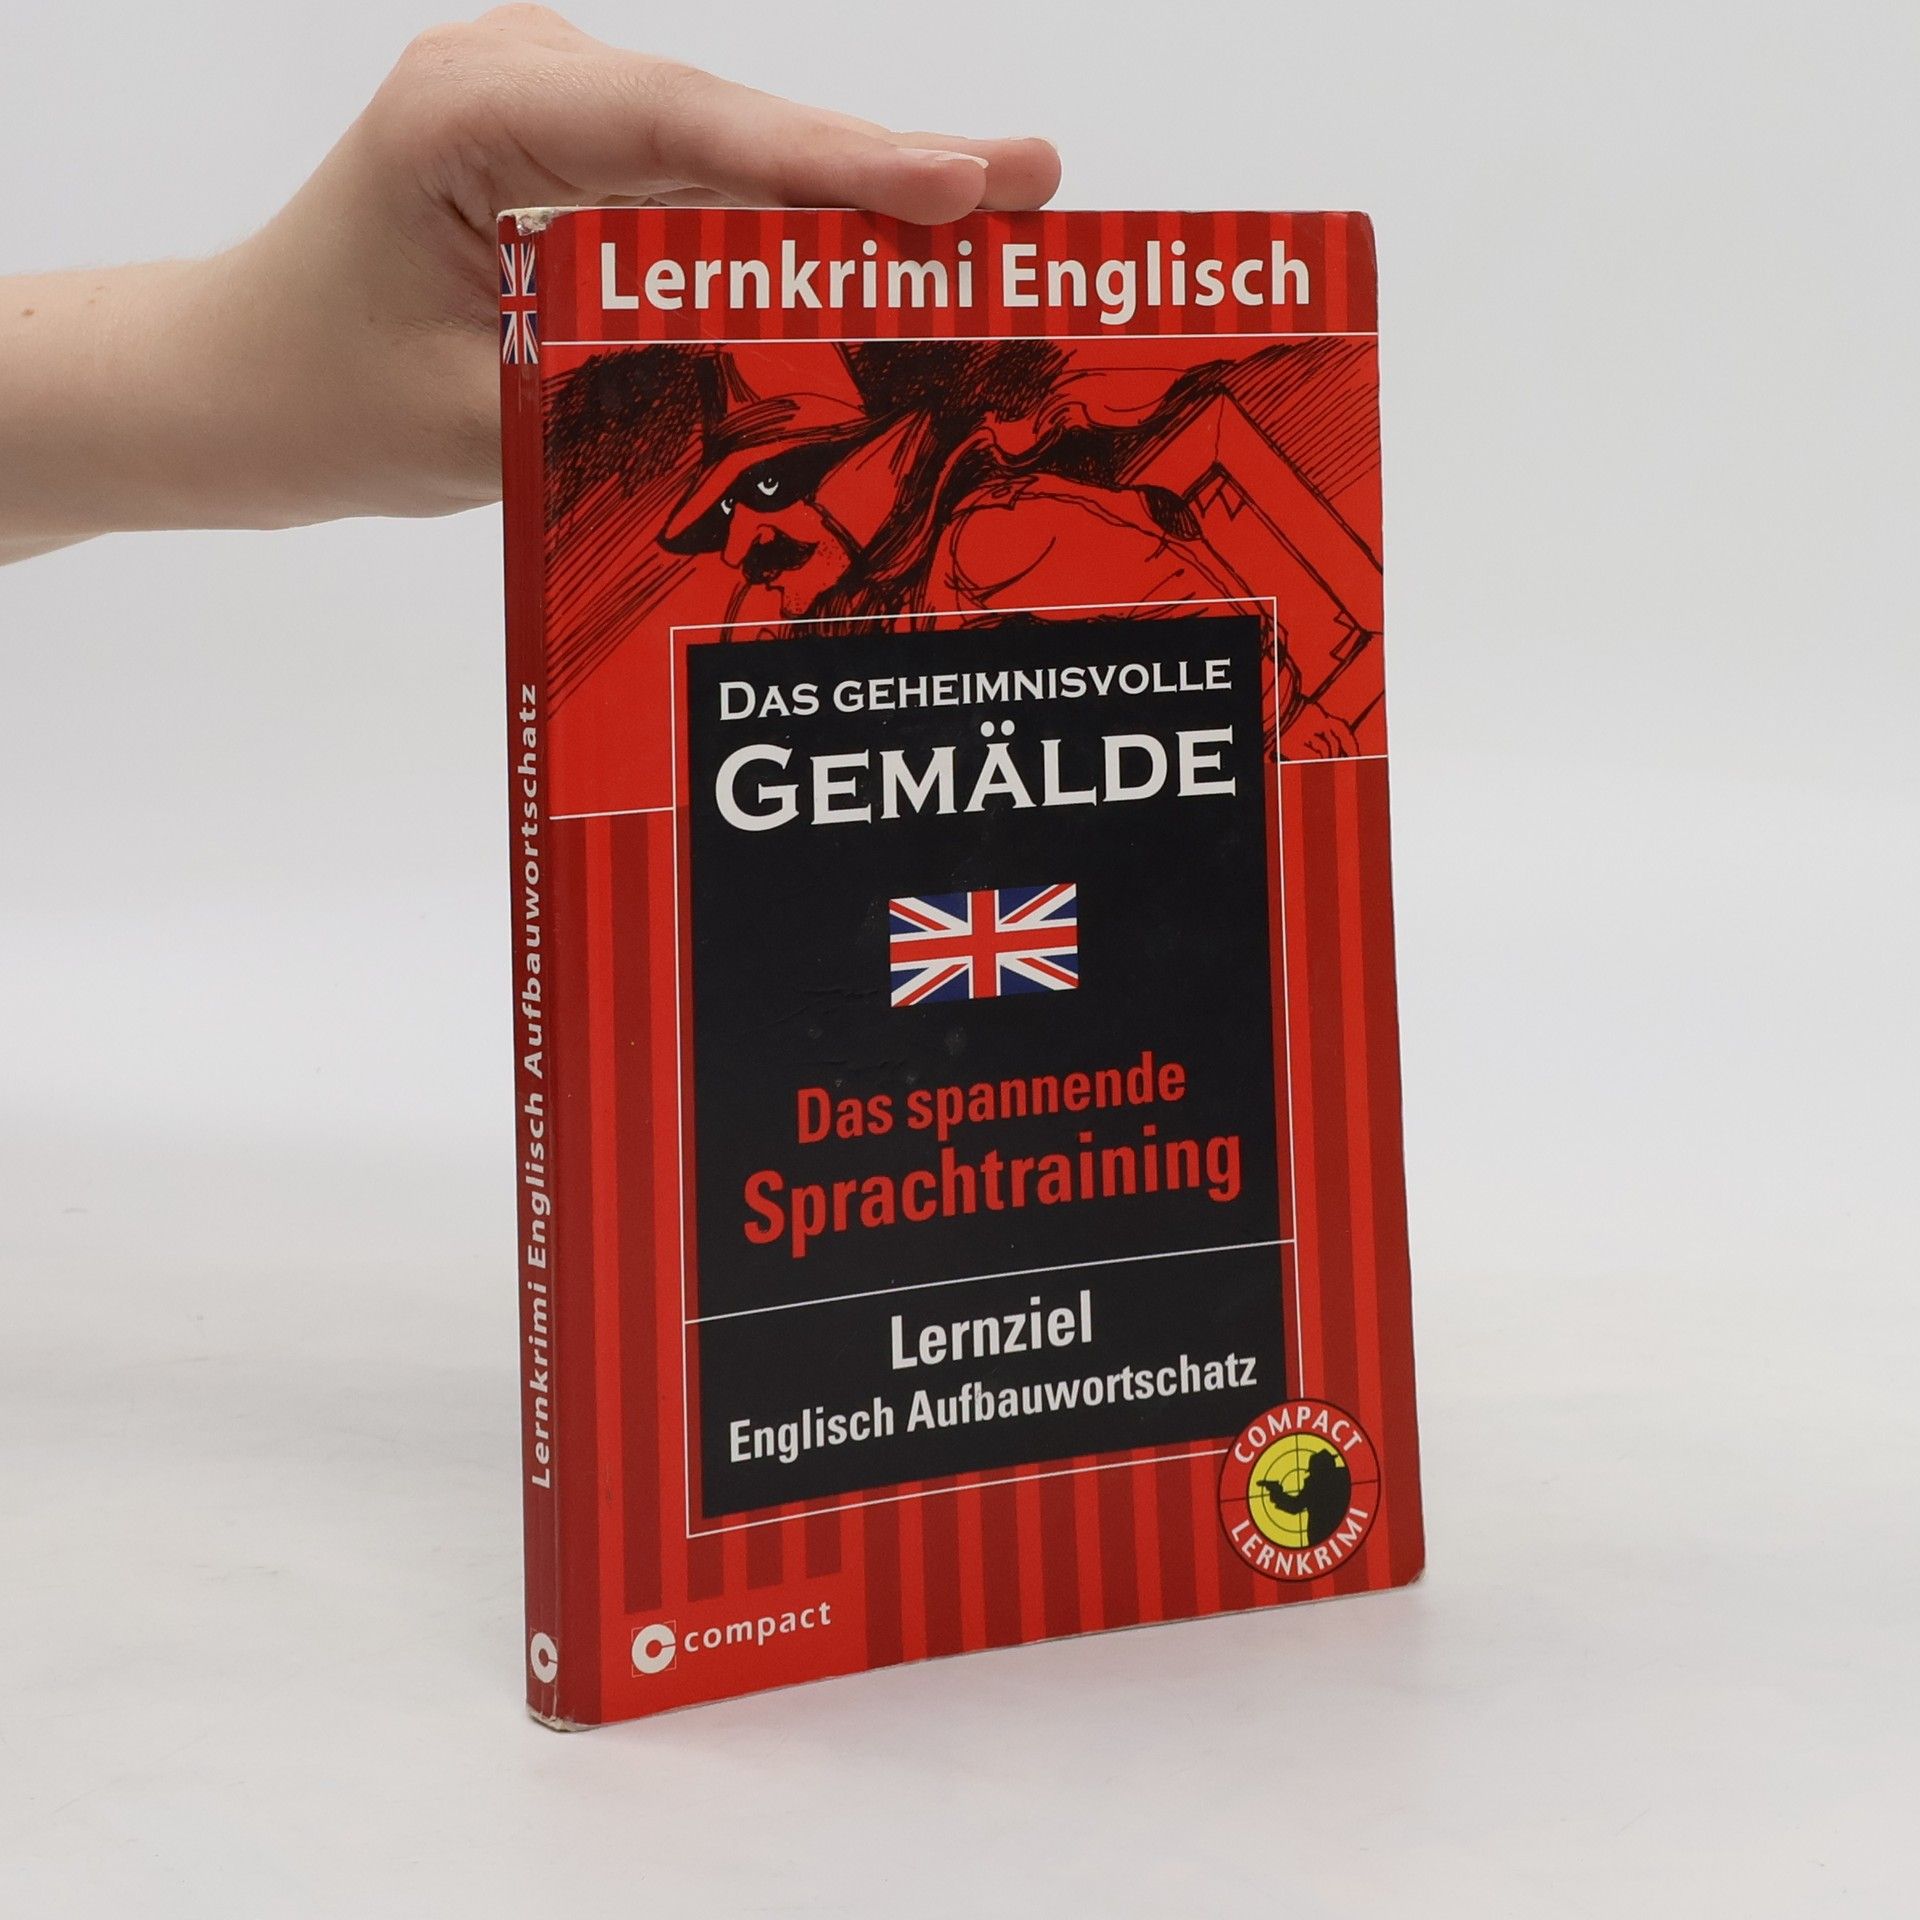 Lernkrimi Englisch
DAS GEHEIMNISVOLLE
GEMÄLDE
Das spannende
Sprachtraining
Lernziel
Englisch Aufbauwortschatz
COMPACT
LERNKRIMI
compact
Lernkrimi Englisch Aufbauwortschatz